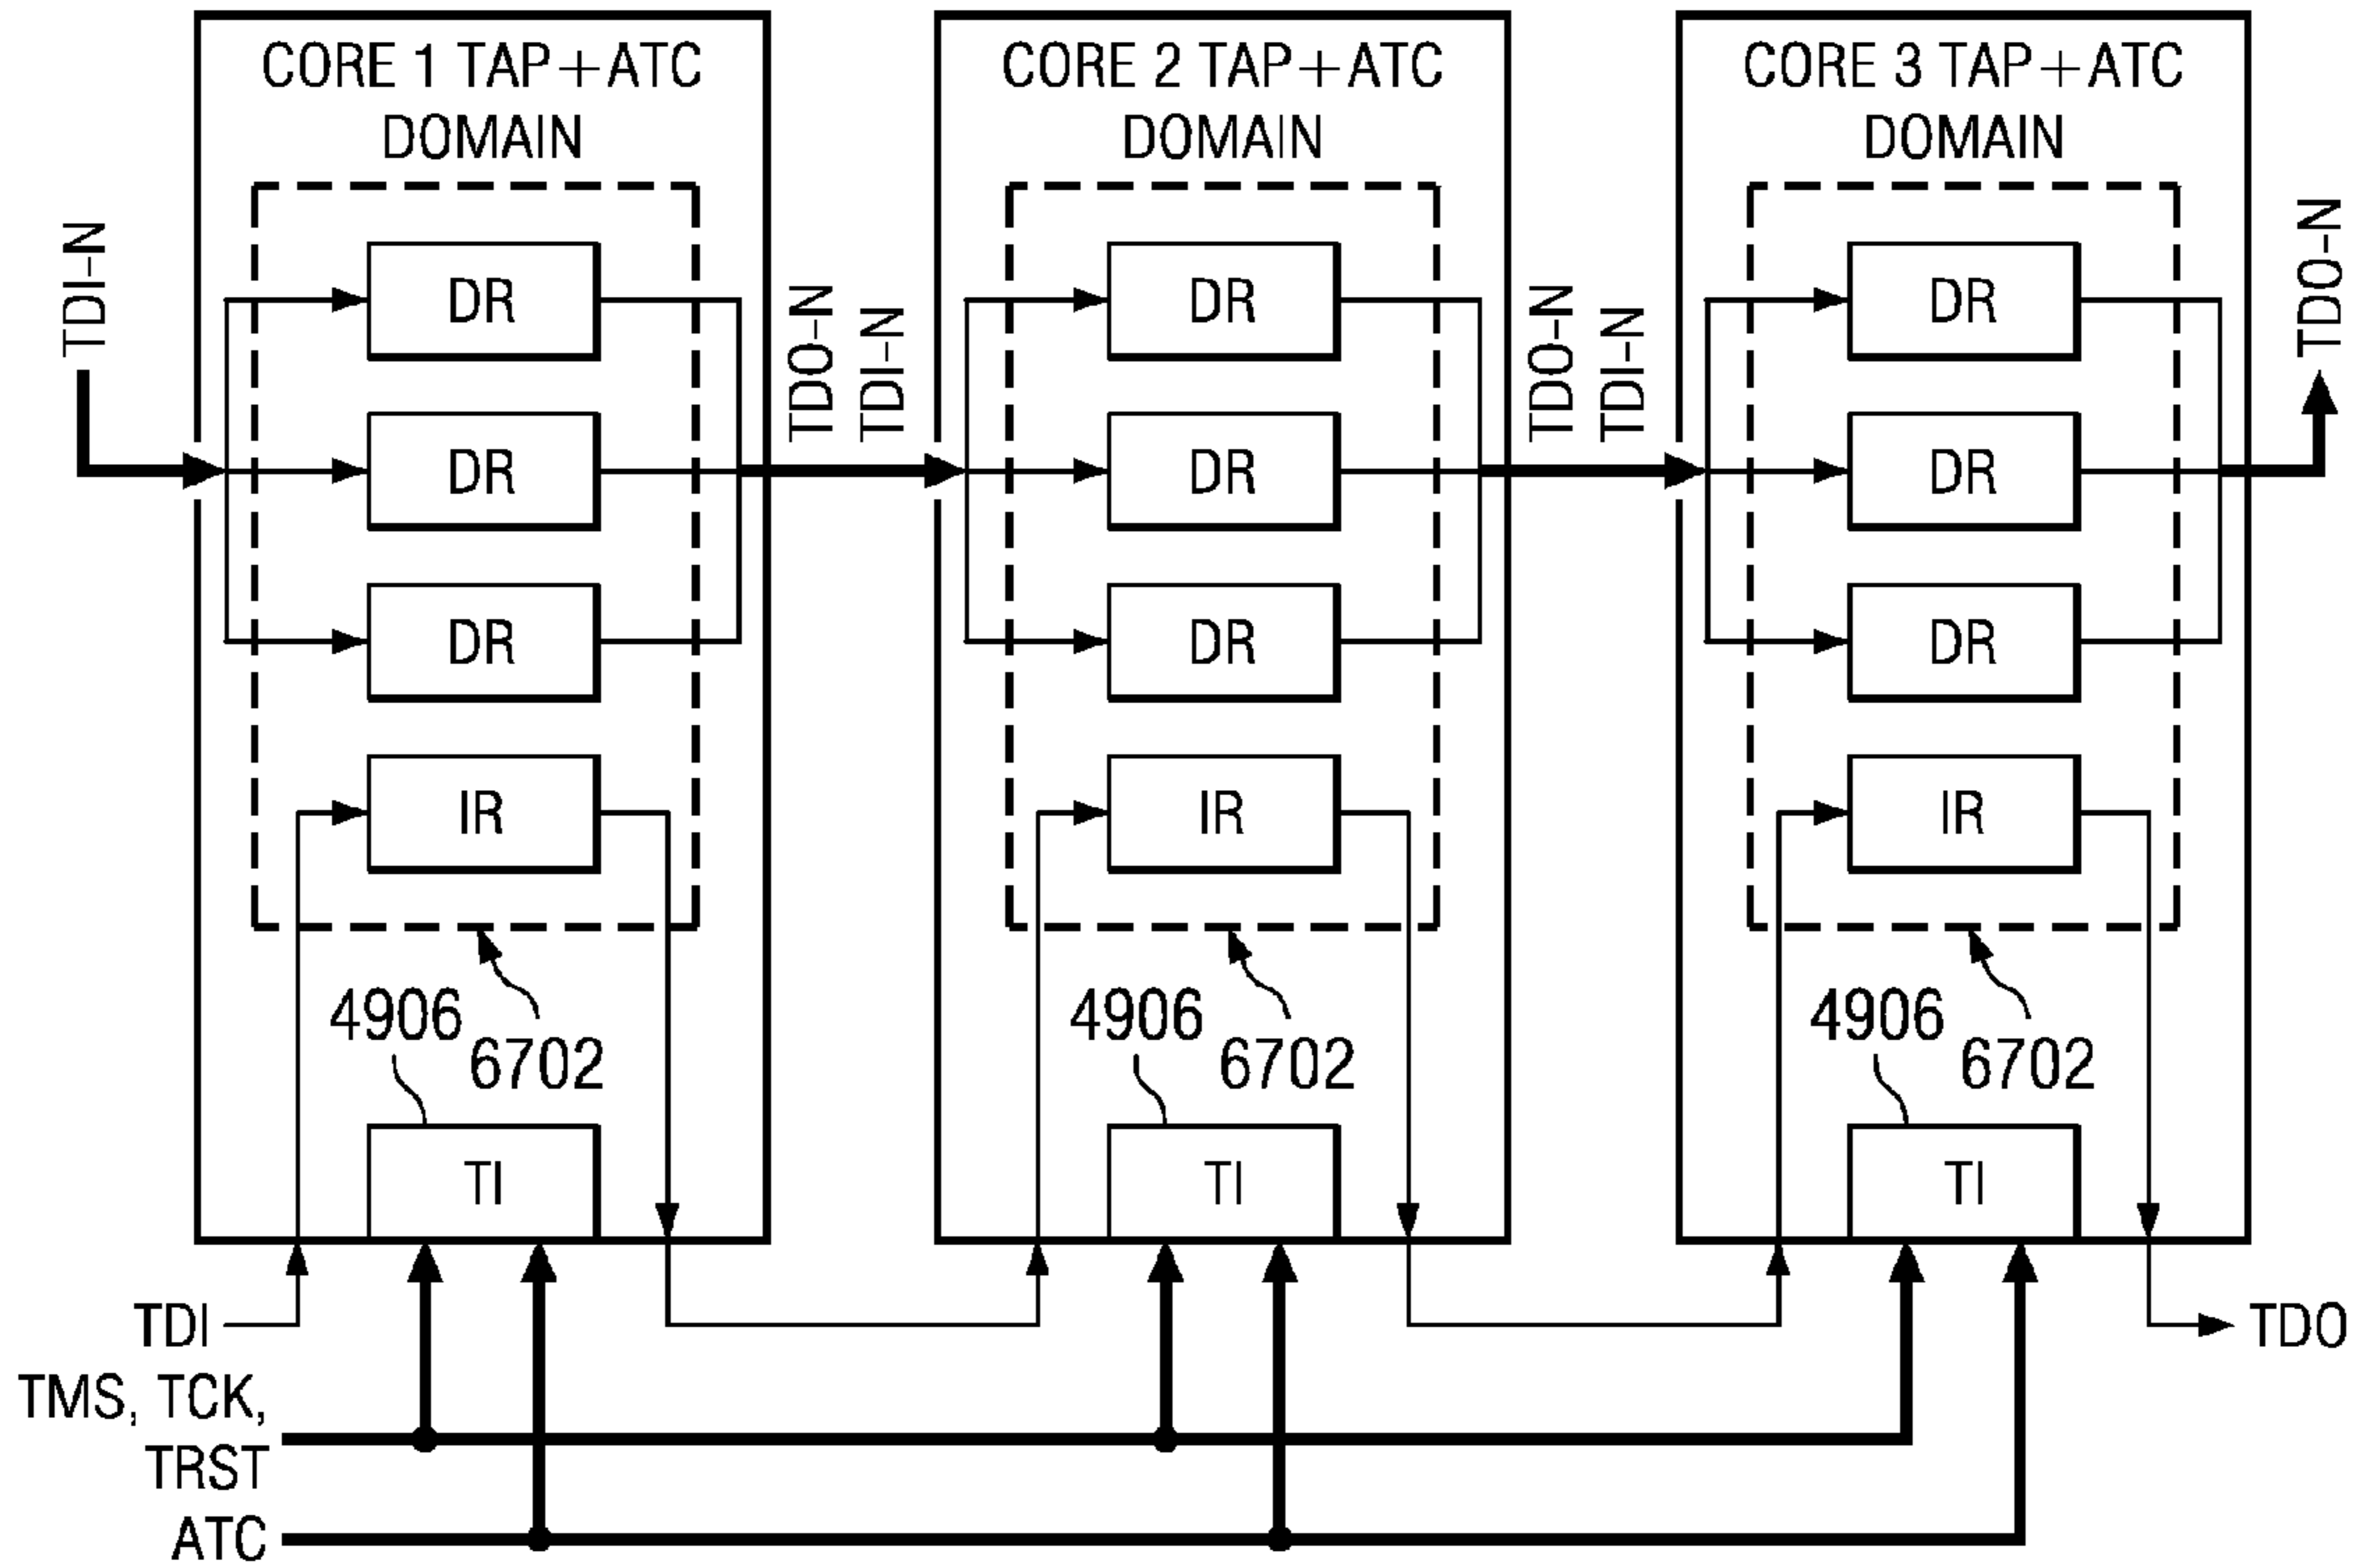 CORE 1 TAP+ATC
DOMAIN
CORE 2 TAP+ATC
DOMAIN
CORE 3 TAP+ATC
DOMAIN
TDI-N
TDO-N
TDI-N
TDO-N
TDI-N
TDO-N
DR
DR
DR
DR
DR
DR
DR
DR
DR
IR
IR
IR
4906
6702
4906
6702
4906
6702
TI
TI
TI
TDI
TDO
TMS, TCK,
TRST
ATC